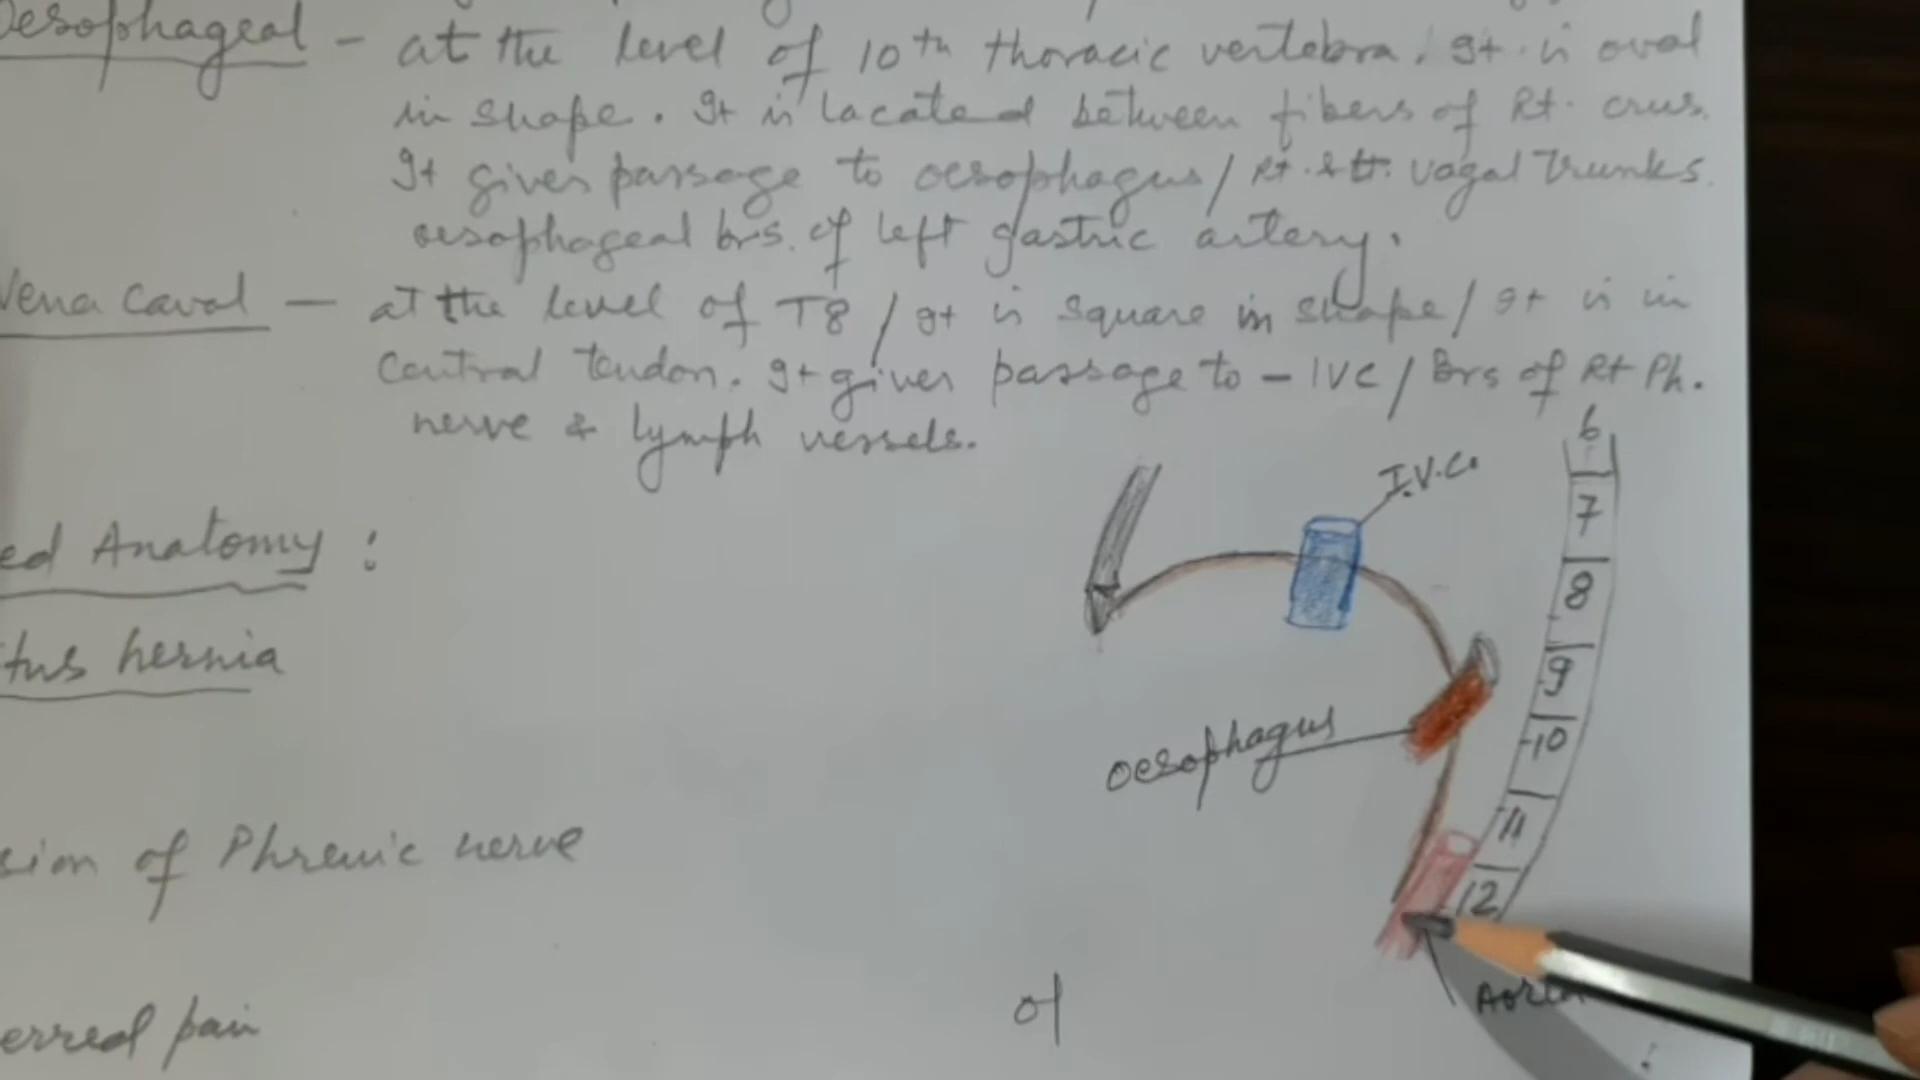 Oesophageal - at the level of 10th thoracic vertebra. It is oval
in shape. It is lacated between fibers of Rt. crus.
It gives passage to oesophagus/ Rt. & Lt. vagal Trunks.
oesophageal brs. of left gastric artery.
Vena Caval — at the level of T8 / It is square in shape/ It is in
Central tendon. It gives passage to - IVC / Brs of Rt Ph.
nerve & lymph vessels.
ed Anatomy :
tus hernia
sion of Phrenic nerve
erred pain
I.V.C.
oesophagus
Aorta
6
7
8
9
10
11
12
of